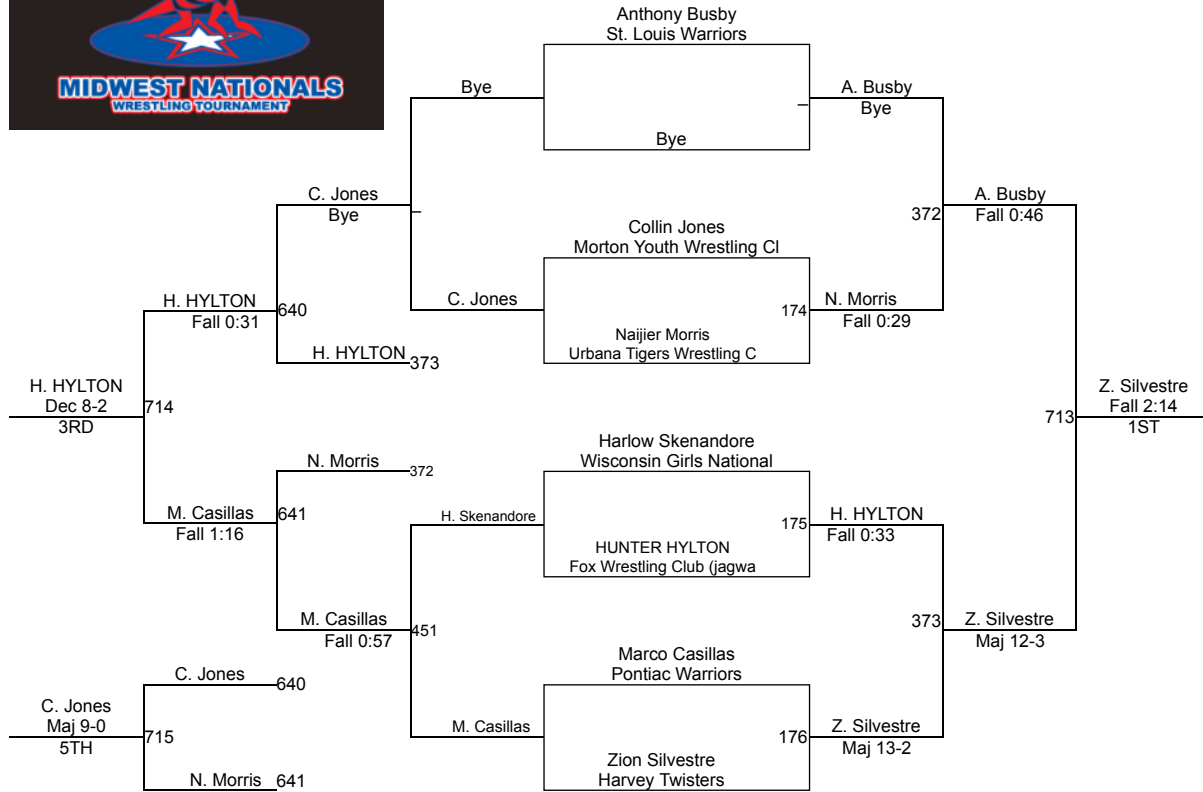 MIDWEST NATIONALS
WRESTLING TOURNAMENT
Anthony Busby
St. Louis Warriors
Bye
A. Busby
Bye
Bye
C. Jones
Bye
A. Busby
Fall 0:46
372
Collin Jones
Morton Youth Wrestling Cl
H. HYLTON
Fall 0:31
640
C. Jones
174
N. Morris
Fall 0:29
Naijier Morris
Urbana Tigers Wrestling C
H. HYLTON
373
H. HYLTON
Dec 8-2
3RD
714
Z. Silvestre
Fall 2:14
1ST
713
Harlow Skenandore
Wisconsin Girls National
N. Morris
372
M. Casillas
Fall 1:16
641
H. Skenandore
175
H. HYLTON
Fall 0:33
HUNTER HYLTON
Fox Wrestling Club (jagwa
M. Casillas
Fall 0:57
451
373
Z. Silvestre
Maj 12-3
Marco Casillas
Pontiac Warriors
C. Jones
640
C. Jones
Maj 9-0
5TH
715
M. Casillas
176
Z. Silvestre
Maj 13-2
Zion Silvestre
Harvey Twisters
N. Morris
641